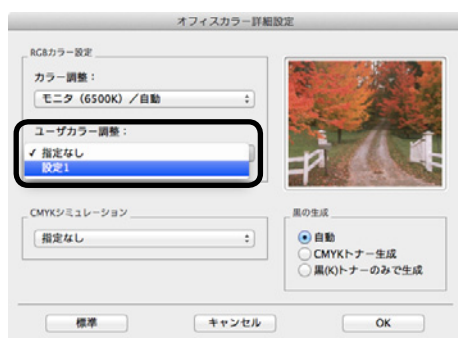 オフィスカラー詳細設定
RGBカラー設定
カラー調整：
モニタ（6500K）／自動
ユーザカラー調整：
✓ 指定なし
設定1
CMYKシミュレーション
指定なし
黒の生成
自動
CMYKトナー生成
黒(K)トナーのみで生成
標準
キャンセル
OK